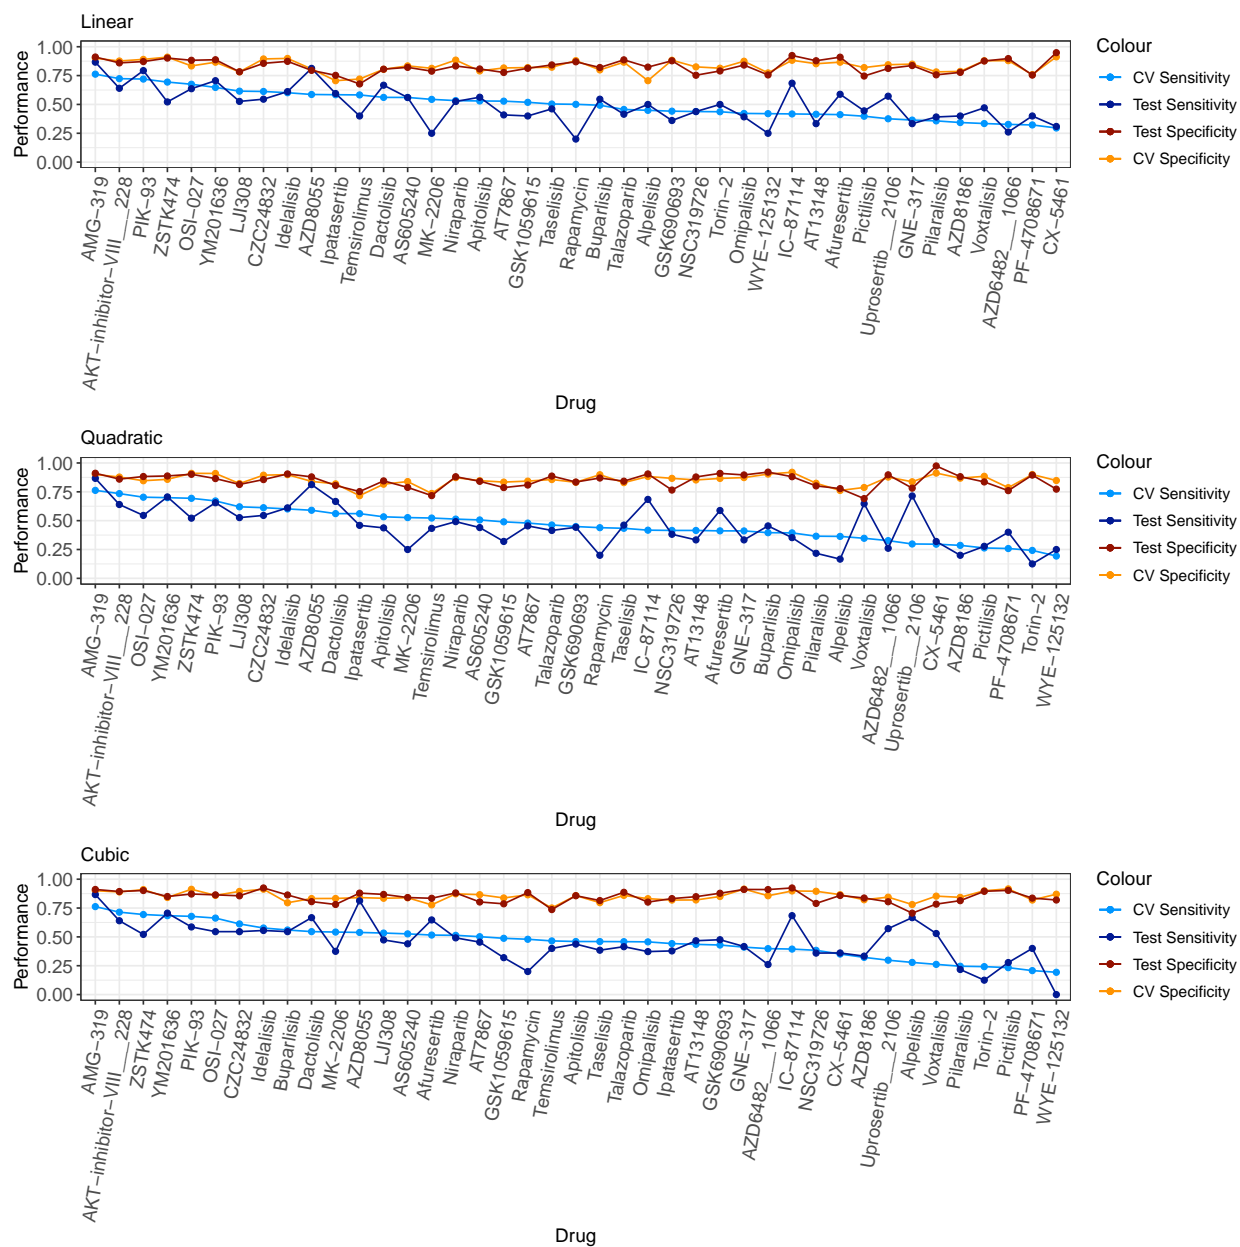 Linear
Performance
1.00
0.75
0.50
0.25
0.00
AMG−319
AKT−inhibitor−VIII___228
PIK−93
ZSTK474
OSI−027
YM201636
LJI308
CZC24832
Idelalisib
AZD8055
Ipatasertib
Temsirolimus
Dactolisib
AS605240
MK−2206
Niraparib
Apitolisib
AT7867
GSK1059615
Taselisib
Rapamycin
Buparlisib
Talazoparib
Alpelisib
GSK690693
NSC319726
Torin−2
Omipalisib
WYE−125132
IC−87114
AT13148
Afuresertib
Pictilisib
Uprosertib___2106
GNE−317
Pilaralisib
AZD8186
Voxtalisib
AZD6482___1066
PF−4708671
CX−5461
Drug
Colour
CV Sensitivity
Test Sensitivity
Test Specificity
CV Specificity
Quadratic
Performance
1.00
0.75
0.50
0.25
0.00
AMG−319
AKT−inhibitor−VIII___228
OSI−027
YM201636
ZSTK474
PIK−93
LJI308
CZC24832
Idelalisib
AZD8055
Dactolisib
Ipatasertib
Apitolisib
MK−2206
Temsirolimus
Niraparib
AS605240
GSK1059615
AT7867
Talazoparib
GSK690693
Rapamycin
Taselisib
IC−87114
NSC319726
AT13148
Afuresertib
GNE−317
Buparlisib
Omipalisib
Pilaralisib
Alpelisib
Voxtalisib
AZD6482___1066
Uprosertib___2106
CX−5461
AZD8186
Pictilisib
PF−4708671
Torin−2
WYE−125132
Drug
Colour
CV Sensitivity
Test Sensitivity
Test Specificity
CV Specificity
Cubic
Performance
1.00
0.75
0.50
0.25
0.00
AMG−319
AKT−inhibitor−VIII___228
ZSTK474
YM201636
PIK−93
OSI−027
CZC24832
Idelalisib
Buparlisib
Dactolisib
MK−2206
AZD8055
LJI308
AS605240
Afuresertib
Niraparib
AT7867
GSK1059615
Rapamycin
Temsirolimus
Apitolisib
Taselisib
Talazoparib
Omipalisib
Ipatasertib
AT13148
GSK690693
GNE−317
AZD6482___1066
IC−87114
NSC319726
CX−5461
AZD8186
Uprosertib___2106
Alpelisib
Voxtalisib
Pilaralisib
Torin−2
Pictilisib
PF−4708671
WYE−125132
Drug
Colour
CV Sensitivity
Test Sensitivity
Test Specificity
CV Specificity